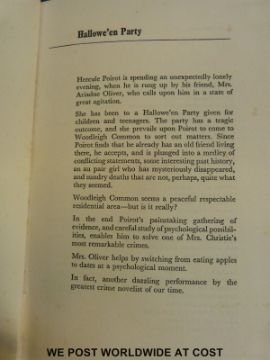 Hallowe'en Party
Hercule Poirot is spending an unexpectedly lonely
evening, when he is rung up by his friend, Mrs.
Ariadne Oliver, who calls upon him in a state of
great agitation.
She has been to a Hallowe'en Party given for
children and teenagers. The party has a tragic
outcome, and she prevails upon Poirot to come to
Woodleigh Common to sort out matters. Since
Poirot finds that he already has an old friend living
there, he accepts, and is plunged into a medley of
conflicting statements, some interesting past history,
an au pair girl who has mysteriously disappeared,
and sundry deaths that are not, perhaps, quite what
they seemed.
Woodleigh Common seems a peaceful respectable
residential area—but is it really?
In the end Poirot's painstaking gathering of
evidence, and careful study of psychological possibil-
ities, enables him to solve one of Mrs. Christie's
most remarkable crimes.
Mrs. Oliver helps by switching from eating apples
to dates at a psychological moment.
In fact, another dazzling performance by the
greatest crime novelist of our time.
WE POST WORLDWIDE AT COST